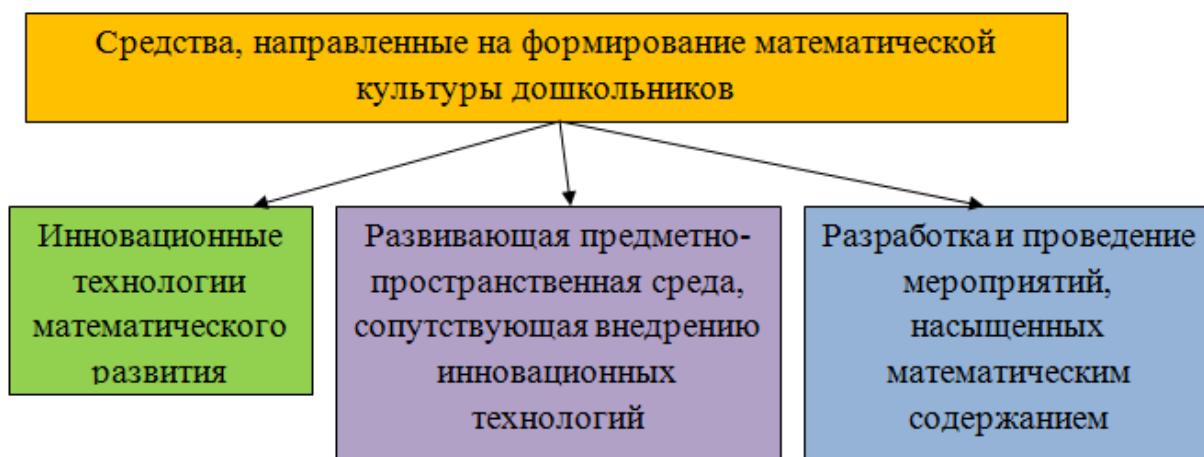 Средства, направленные на формирование математической
культуры дошкольников
Инновационные
технологии
математического
развития
Развивающая предметно-
пространственная среда,
сопутствующая внедрению
инновационных
технологий
Разработка и проведение
мероприятий,
насыщенных
математическим
содержанием